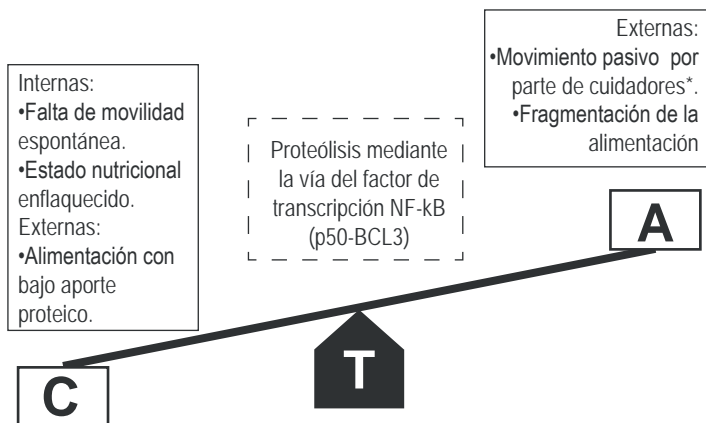 Internas:
•Falta de movilidad
espontánea.
•Estado nutricional
enflaquecido.
Externas:
•Alimentación con
bajo aporte
proteico.
Proteólisis mediante
la vía del factor de
transcripción NF-kB
(p50-BCL3)
Externas:
•Movimiento pasivo por
parte de cuidadores*.
•Fragmentación de la
alimentación
A
T
C